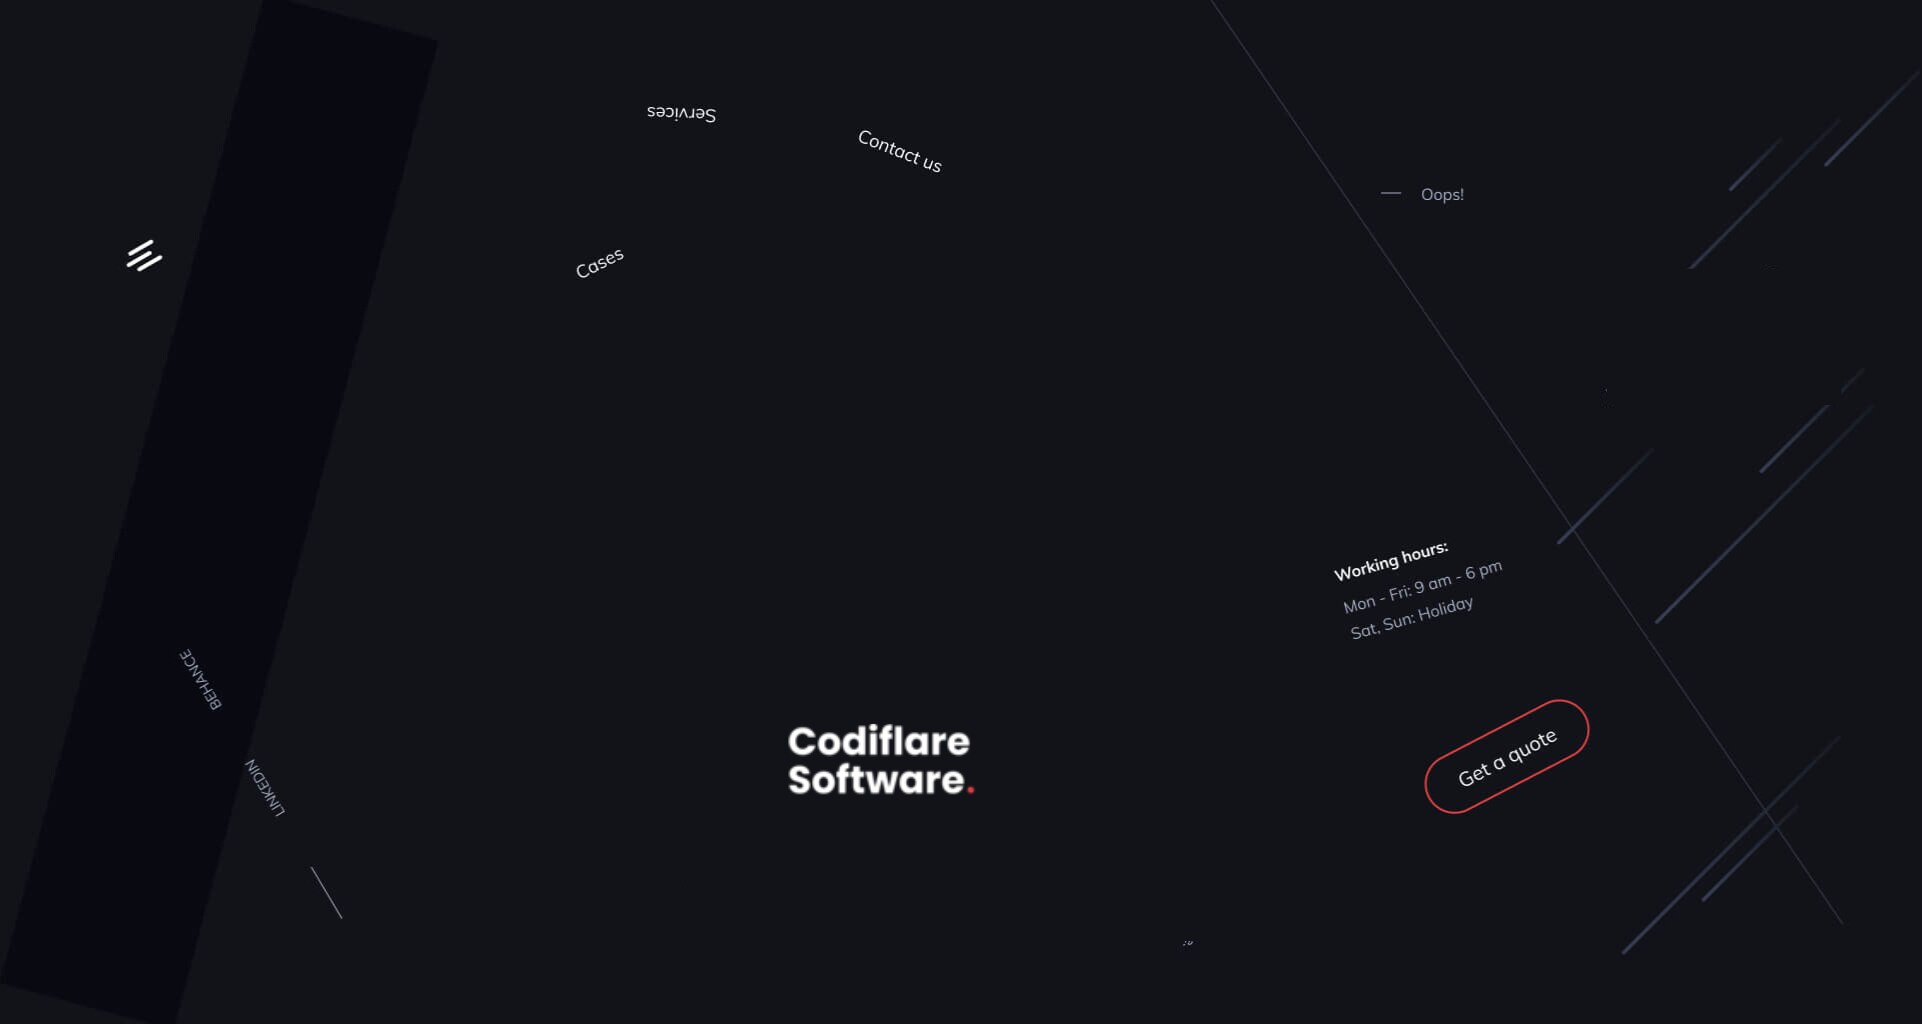 Services
Contact us
Oops!
Cases
Working hours:
Mon - Fri: 9 am - 6 pm
Sat, Sun: Holiday
BEHANCE
LINKEDIN
Codiflare
Software.
Get a quote